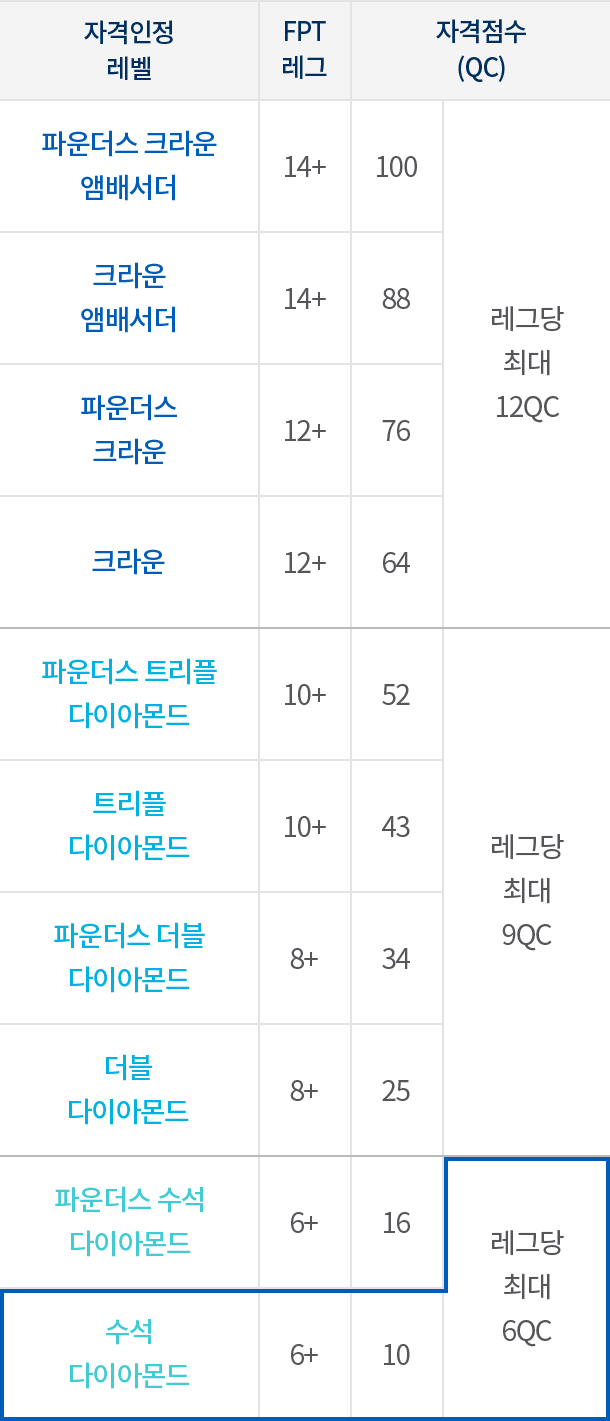 자격인정
레벨
FPT
레그
자격점수
(QC)
파운더스 크라운
앰배서더
14+
100
크라운
앰배서더
14+
88
파운더스
크라운
12+
76
크라운
12+
64
레그당
최대
12QC
파운더스 트리플
다이아몬드
10+
52
트리플
다이아몬드
10+
43
파운더스 더블
다이아몬드
8+
34
더블
다이아몬드
8+
25
레그당
최대
9QC
파운더스 수석
다이아몬드
6+
16
수석
다이아몬드
6+
10
레그당
최대
6QC